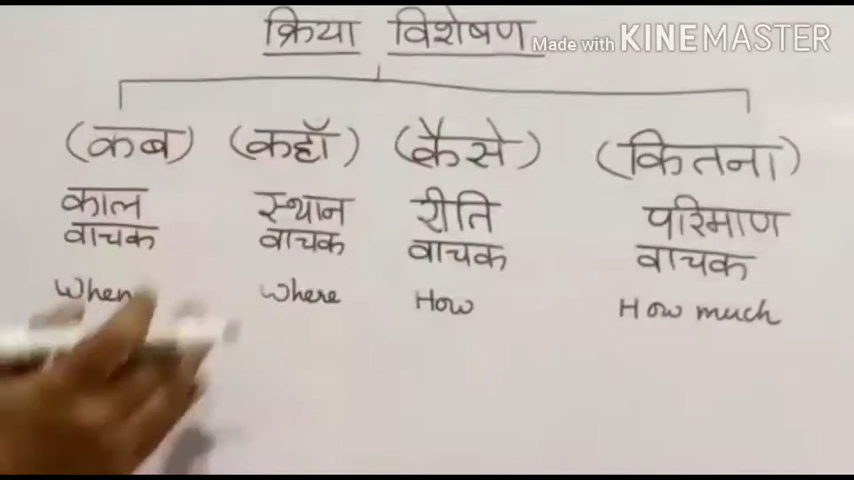 क्रिया विशेषण
Made with KINEMASTER
(कब) (कहाँ) (कैसे) (कितना)
काल स्थान रीति परिमाण
वाचक वाचक वाचक वाचक
When where How How much